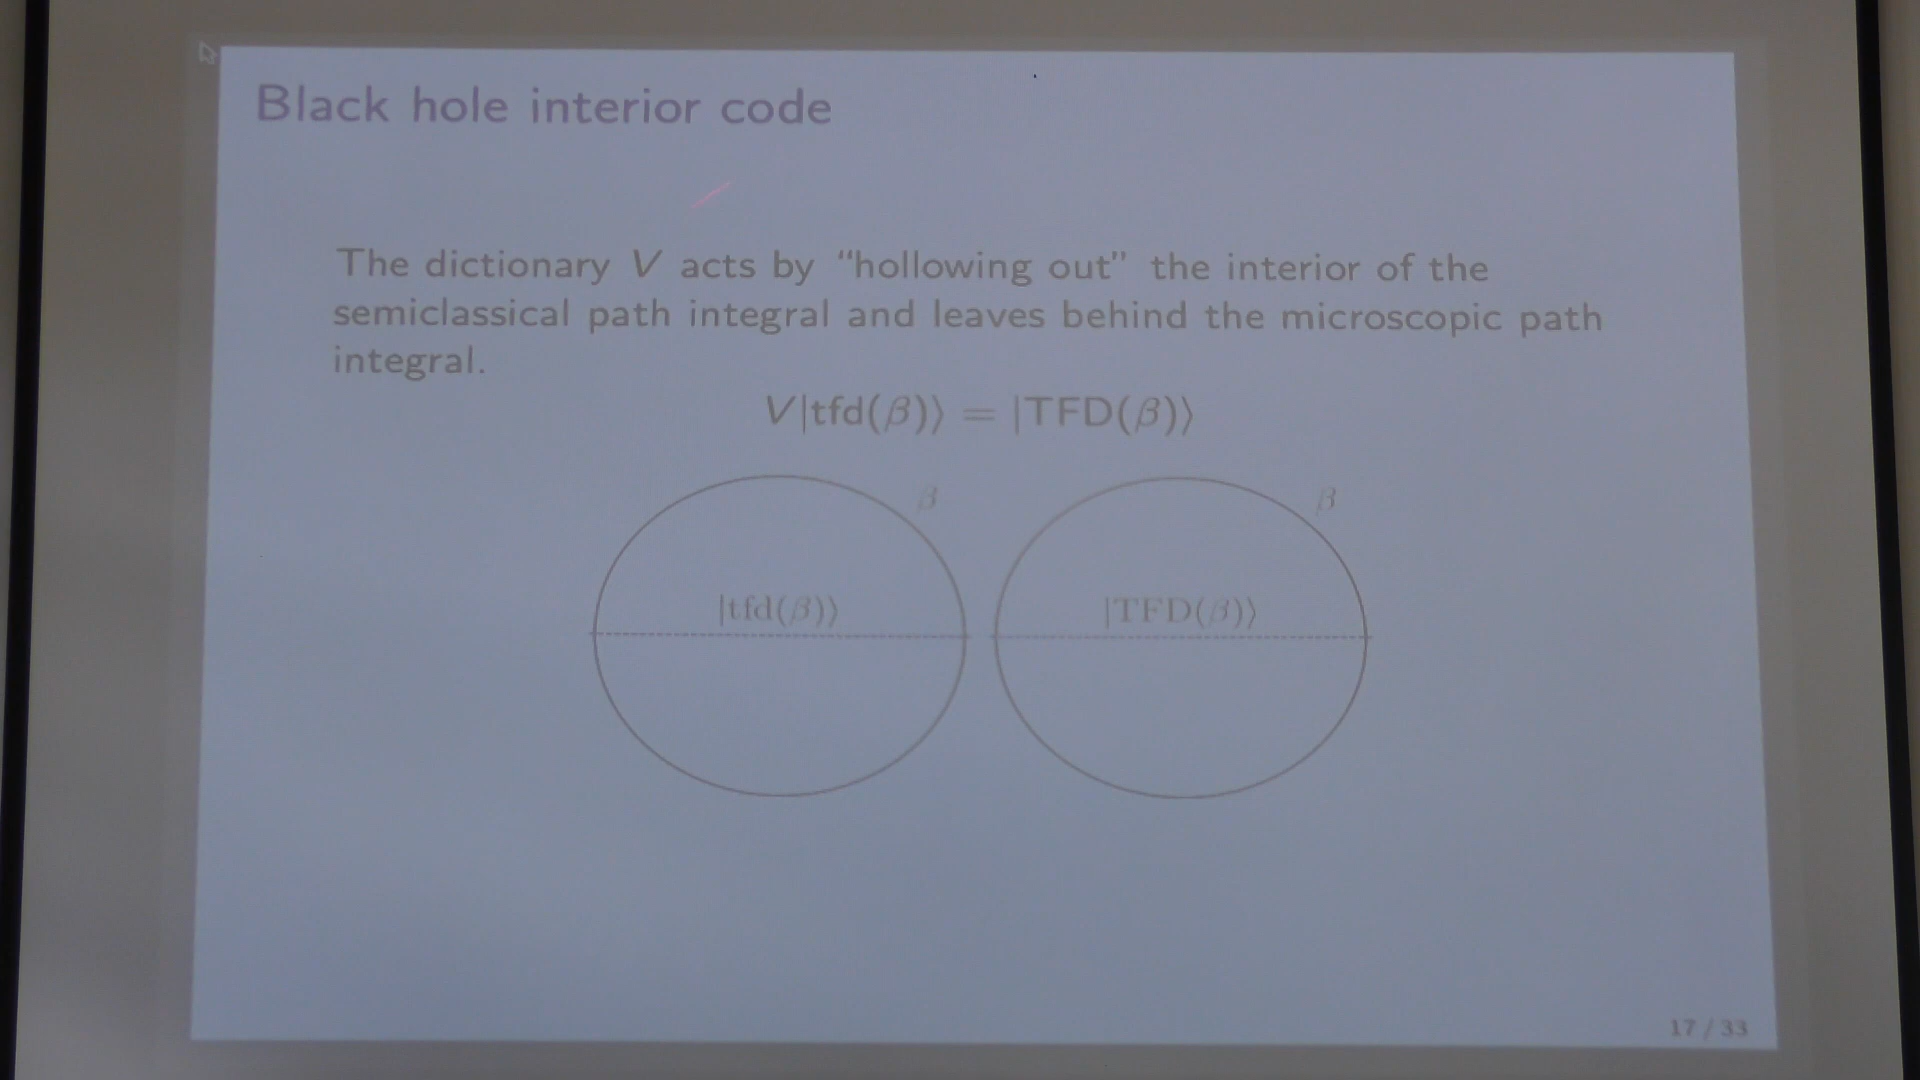 Black hole interior code
The dictionary V acts by “hollowing out” the interior of the
semiclassical path integral and leaves behind the microscopic path
integral.
V|tfd(β)⟩ = |TFD(β)⟩
β
β
|tfd(β)⟩
|TFD(β)⟩
17 / 33